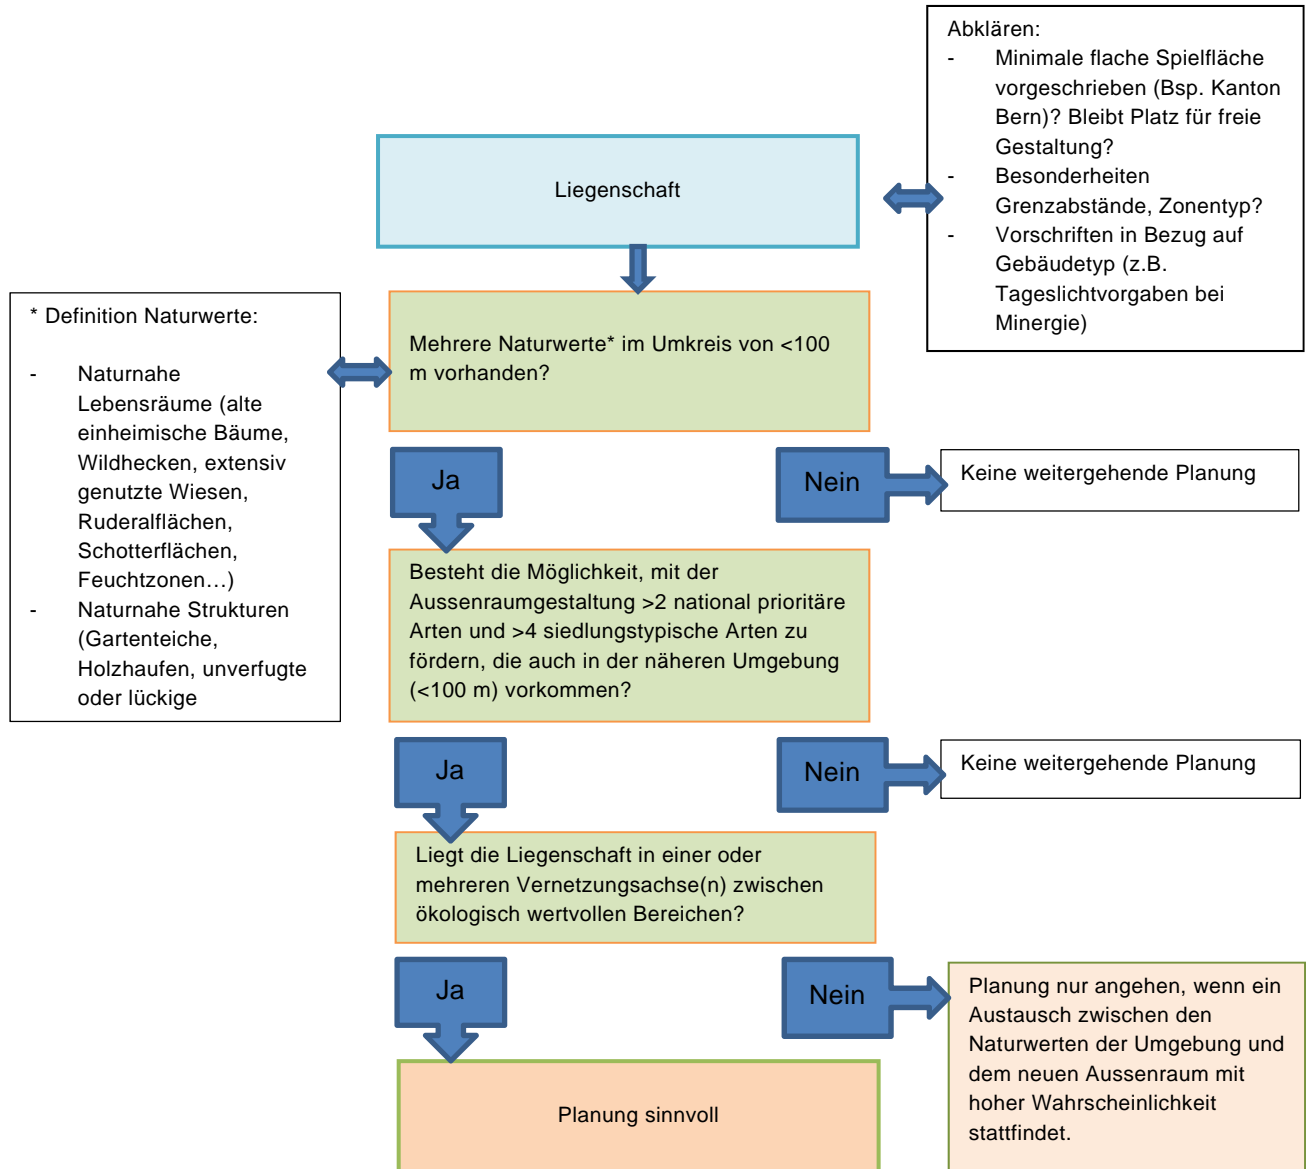 Abklären:
- Minimale flache Spielfläche
vorgeschrieben (Bsp. Kanton
Bern)? Bleibt Platz für freie
Gestaltung?
- Besonderheiten
Grenzabstände, Zonentyp?
- Vorschriften in Bezug auf
Gebäudetyp (z.B.
Tageslichtvorgaben bei
Minergie)
Liegenschaft
* Definition Naturwerte:
- Naturnahe
Lebensräume (alte
einheimische Bäume,
Wildhecken, extensiv
genutzte Wiesen,
Ruderalflächen,
Schotterflächen,
Feuchtzonen…)
- Naturnahe Strukturen
(Gartenteiche,
Holzhaufen, unverfugte
oder lückige
Mehrere Naturwerte* im Umkreis von <100
m vorhanden?
Ja
Nein
Keine weitergehende Planung
Besteht die Möglichkeit, mit der
Aussenraumgestaltung >2 national prioritäre
Arten und >4 siedlungstypische Arten zu
fördern, die auch in der näheren Umgebung
(<100 m) vorkommen?
Ja
Nein
Keine weitergehende Planung
Liegt die Liegenschaft in einer oder
mehreren Vernetzungsachse(n) zwischen
ökologisch wertvollen Bereichen?
Ja
Nein
Planung nur angehen, wenn ein
Austausch zwischen den
Naturwerten der Umgebung und
dem neuen Aussenraum mit
hoher Wahrscheinlichkeit
stattfindet.
Planung sinnvoll